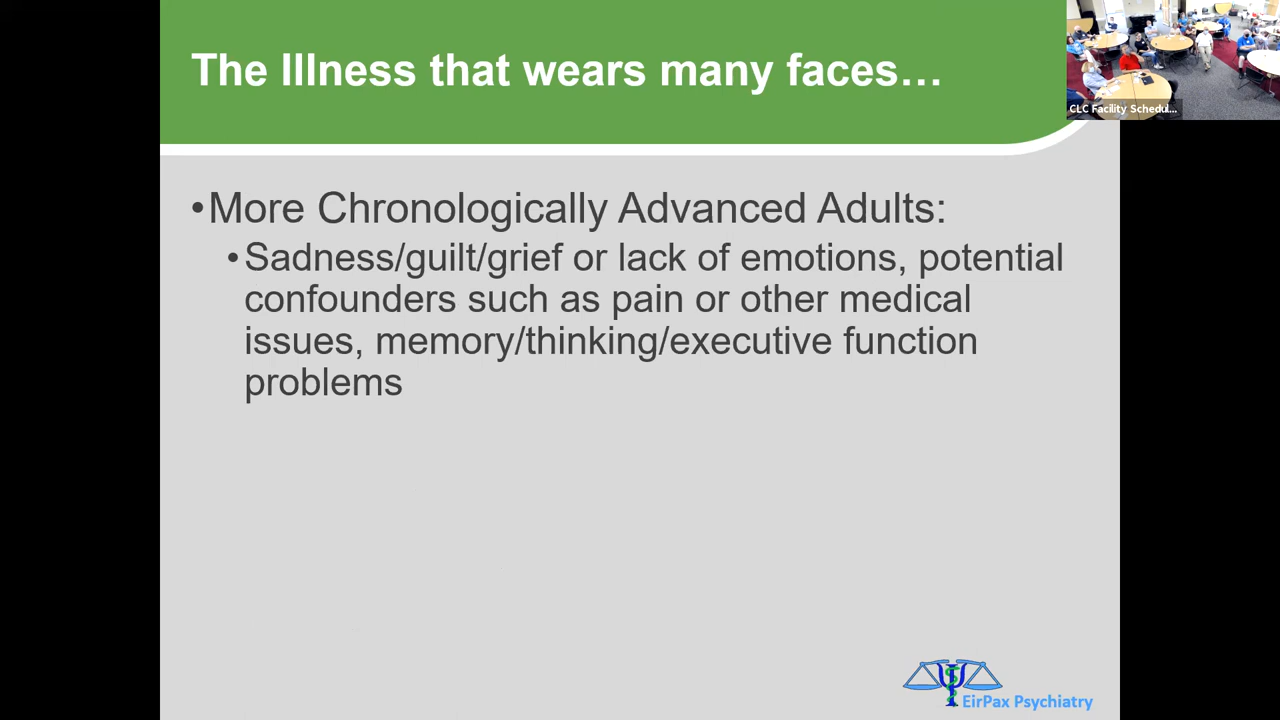 The Illness that wears many faces…
CLC Facility Schedul...
•More Chronologically Advanced Adults:
•Sadness/guilt/grief or lack of emotions, potential
confounders such as pain or other medical
issues, memory/thinking/executive function
problems
EirPax Psychiatry